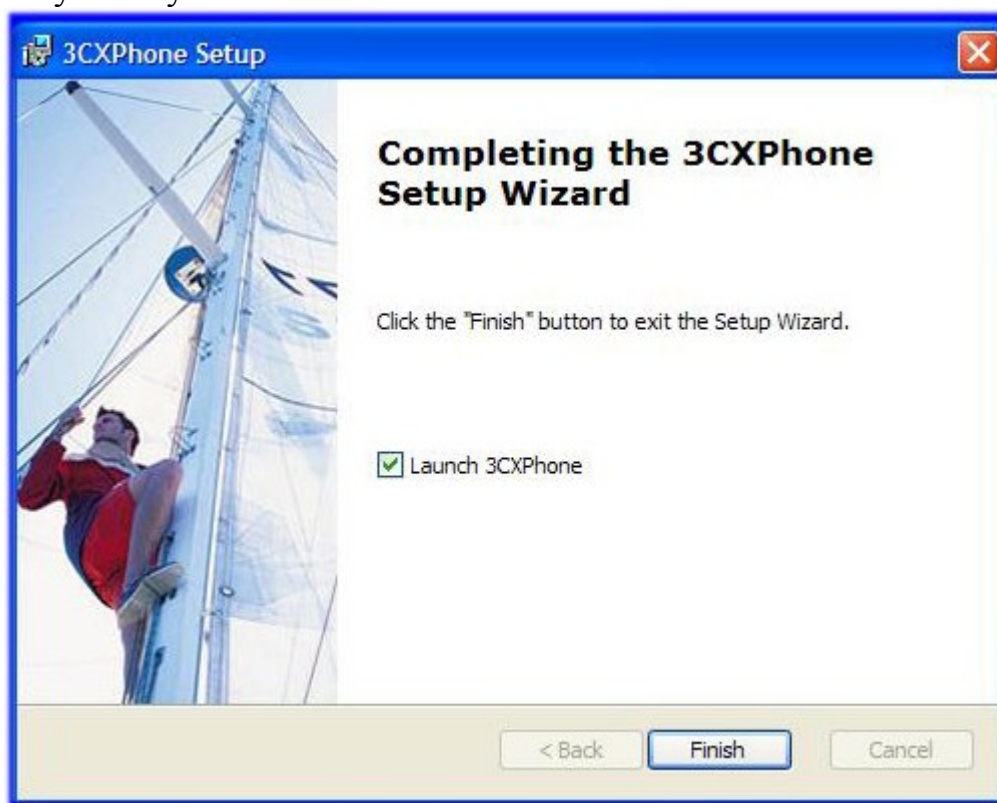 3CXPhone Setup
Completing the 3CXPhone
Setup Wizard
Click the "Finish" button to exit the Setup Wizard.
Launch 3CXPhone
< Back
Finish
Cancel